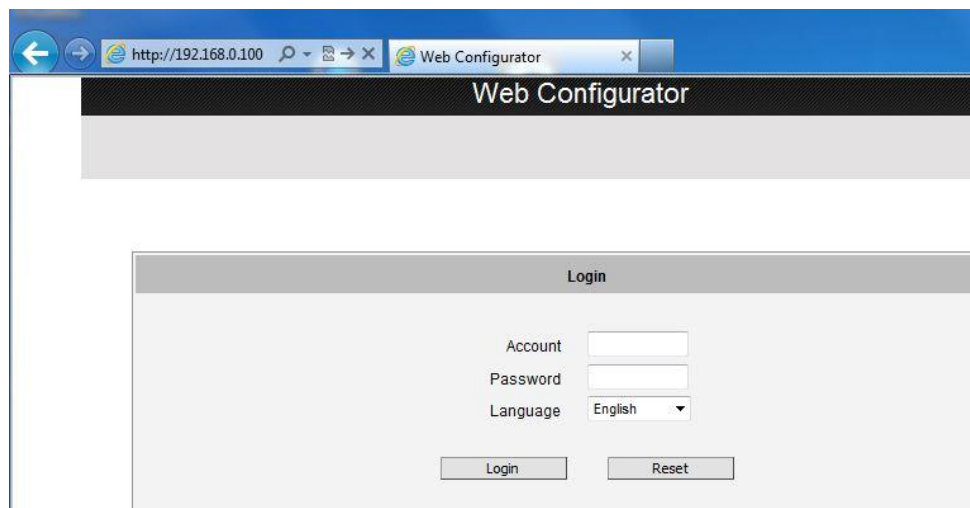 http://192.168.0.100
Web Configurator
Web Configurator
Login
Account
Password
Language English
Login Reset